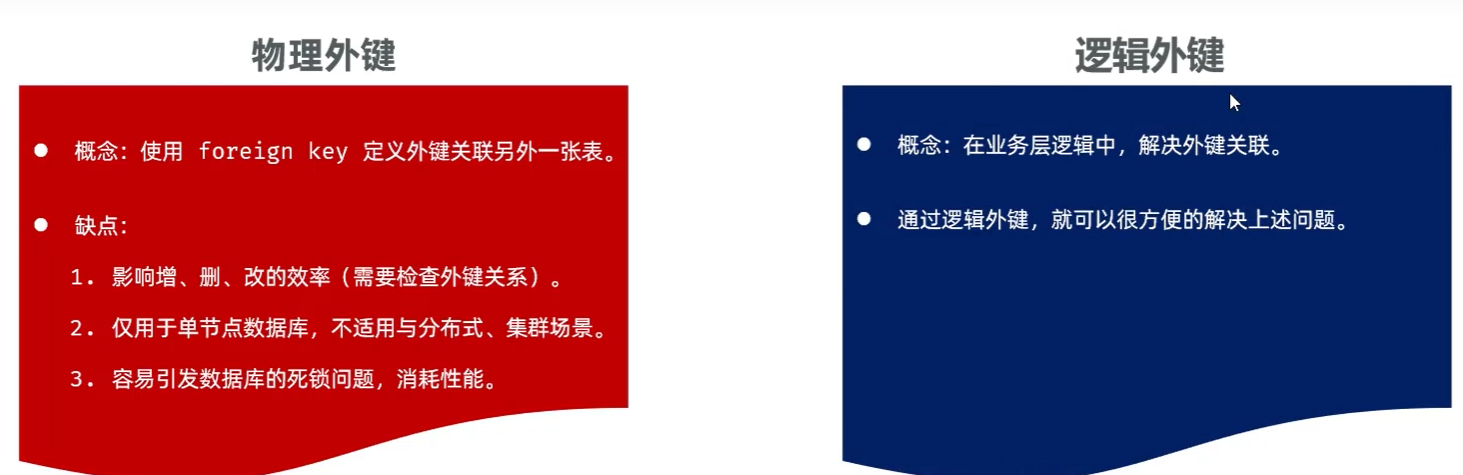 物理外键
● 概念：使用 foreign key 定义外键关联另外一张表。
● 缺点：
1. 影响增、删、改的效率（需要检查外键关系）。
2. 仅用于单节点数据库，不适用与分布式、集群场景。
3. 容易引发数据库的死锁问题，消耗性能。
逻辑外键
● 概念：在业务层逻辑中，解决外键关联。
● 通过逻辑外键，就可以很方便的解决上述问题。